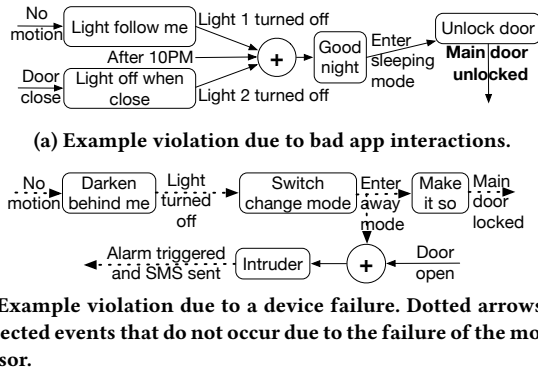 No
motion
Light follow me
Light 1 turned off
After 10PM
Door
close
Light off when
close
Light 2 turned off
+
Good
night
Enter
sleeping
mode
Unlock door
Main door
unlocked
(a) Example violation due to bad app interactions.
No
motion
Darken
behind me
Light
turned
off
Switch
change mode
Enter
away
mode
Make
it so
Main
door
locked
Alarm triggered
and SMS sent
Intruder
+
Door
open
Example violation due to a device failure. Dotted arrows
ected events that do not occur due to the failure of the mo
sor.